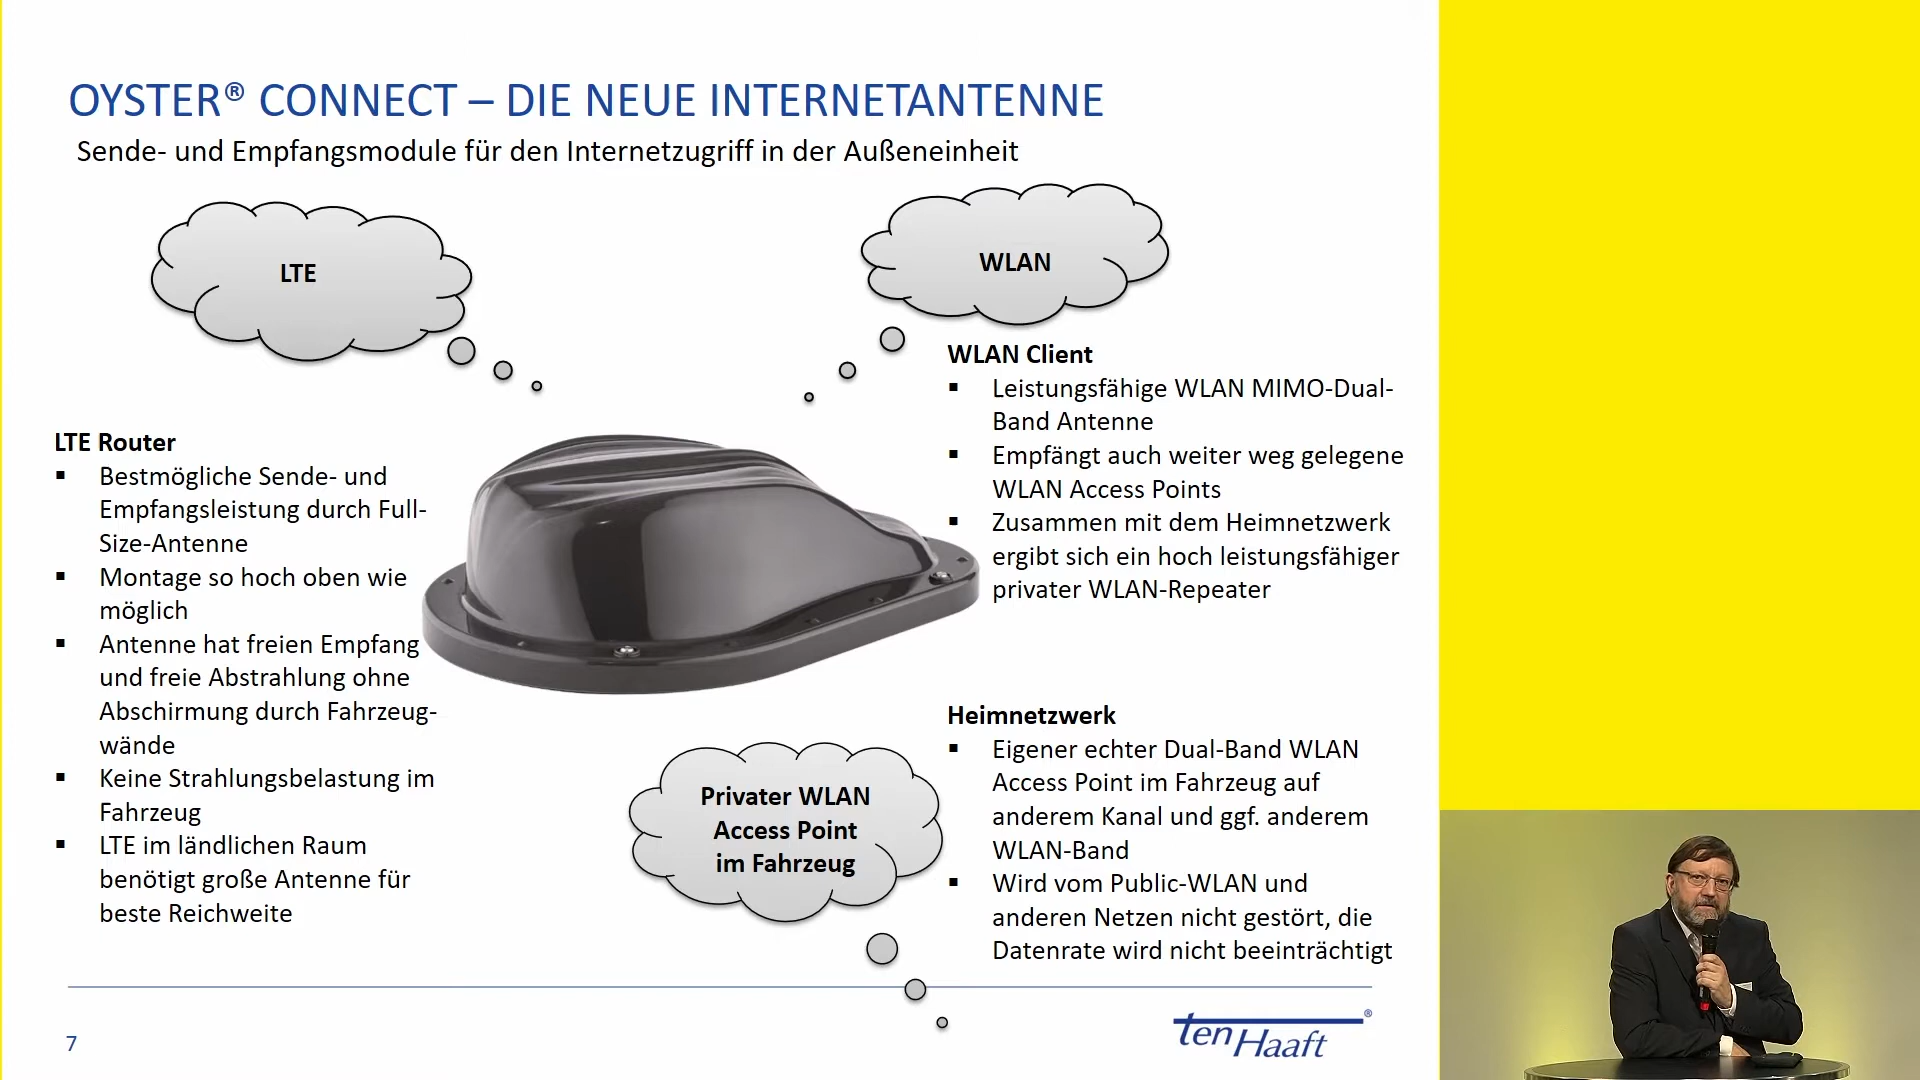 OYSTER® CONNECT – DIE NEUE INTERNETANTENNE
Sende- und Empfangsmodule für den Internetzugriff in der Außeneinheit
LTE
WLAN
LTE Router
▪ Bestmögliche Sende- und
Empfangsleistung durch Full-
Size-Antenne
▪ Montage so hoch oben wie
möglich
▪ Antenne hat freien Empfang
und freie Abstrahlung ohne
Abschirmung durch Fahrzeug-
wände
▪ Keine Strahlungsbelastung im
Fahrzeug
▪ LTE im ländlichen Raum
benötigt große Antenne für
beste Reichweite
WLAN Client
▪ Leistungsfähige WLAN MIMO-Dual-
Band Antenne
▪ Empfängt auch weiter weg gelegene
WLAN Access Points
▪ Zusammen mit dem Heimnetzwerk
ergibt sich ein hoch leistungsfähiger
privater WLAN-Repeater
Privater WLAN
Access Point
im Fahrzeug
Heimnetzwerk
▪ Eigener echter Dual-Band WLAN
Access Point im Fahrzeug auf
anderem Kanal und ggf. anderem
WLAN-Band
▪ Wird vom Public-WLAN und
anderen Netzen nicht gestört, die
Datenrate wird nicht beeinträchtigt
7
ten Haaft®